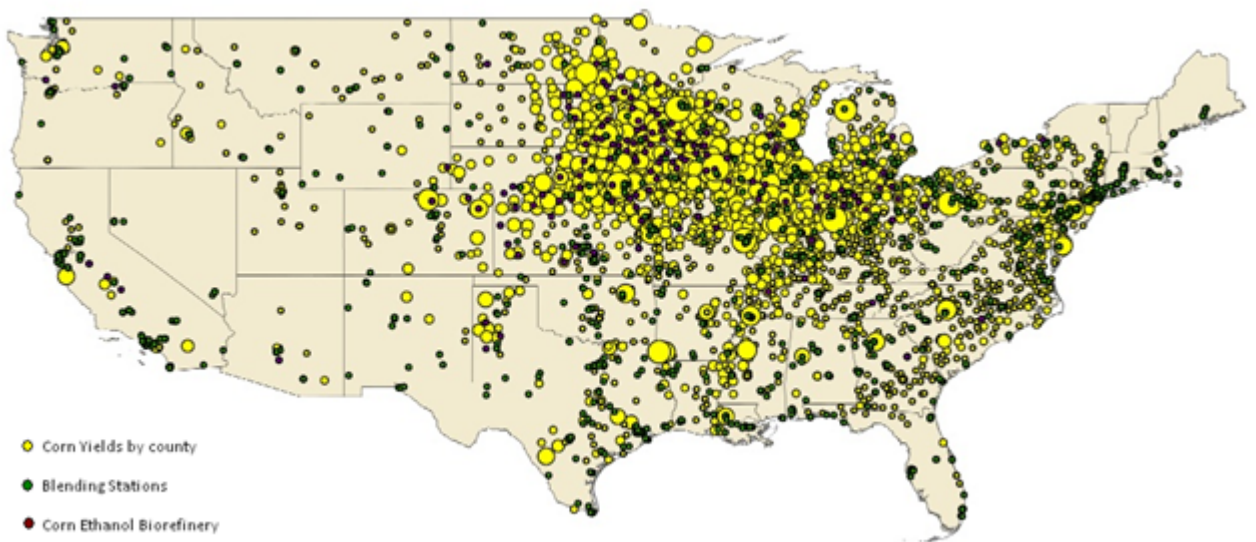 Corn Yields by county
Blending Stations
Corn Ethanol Biorefinery